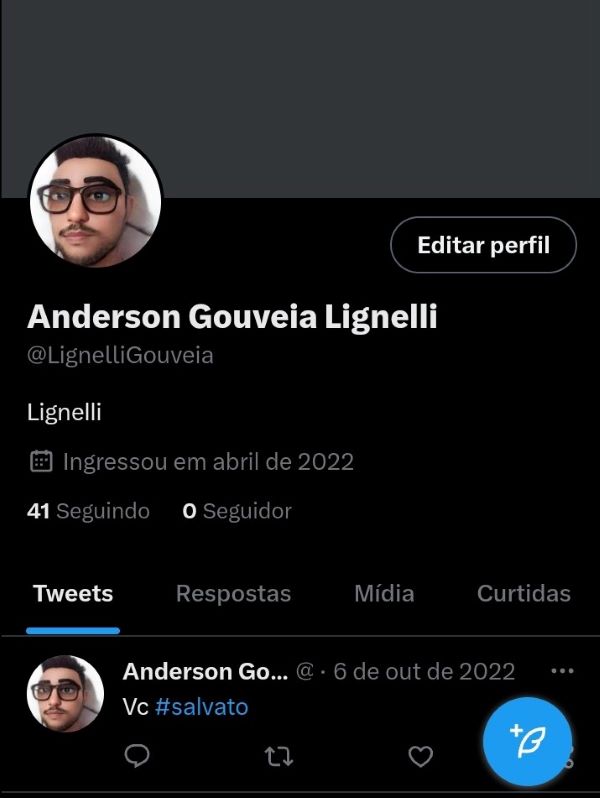 Editar perfil
Anderson Gouveia Lignelli
@LignelliGouveia
Lignelli
Ingressou em abril de 2022
41 Seguindo 0 Seguidor
Tweets Respostas Mídia Curtidas
Anderson Go... @ · 6 de out de 2022
Vc #salvato